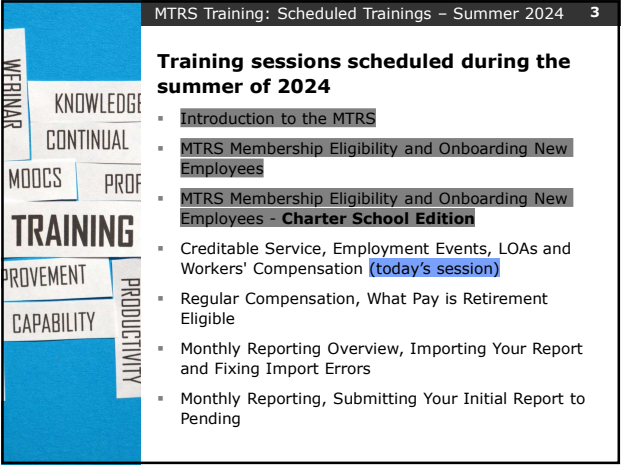 MTRS Training: Scheduled Trainings – Summer 2024 3
WEBINAR
KNOWLEDGE
CONTINUAL
MOOCS
PROF
TRAINING
PROVEMENT
CAPABILITY
PRODUCTIVITY
Training sessions scheduled during the
summer of 2024
▪ Introduction to the MTRS
▪ MTRS Membership Eligibility and Onboarding New
Employees
▪ MTRS Membership Eligibility and Onboarding New
Employees - Charter School Edition
▪ Creditable Service, Employment Events, LOAs and
Workers' Compensation (today’s session)
▪ Regular Compensation, What Pay is Retirement
Eligible
▪ Monthly Reporting Overview, Importing Your Report
and Fixing Import Errors
▪ Monthly Reporting, Submitting Your Initial Report to
Pending